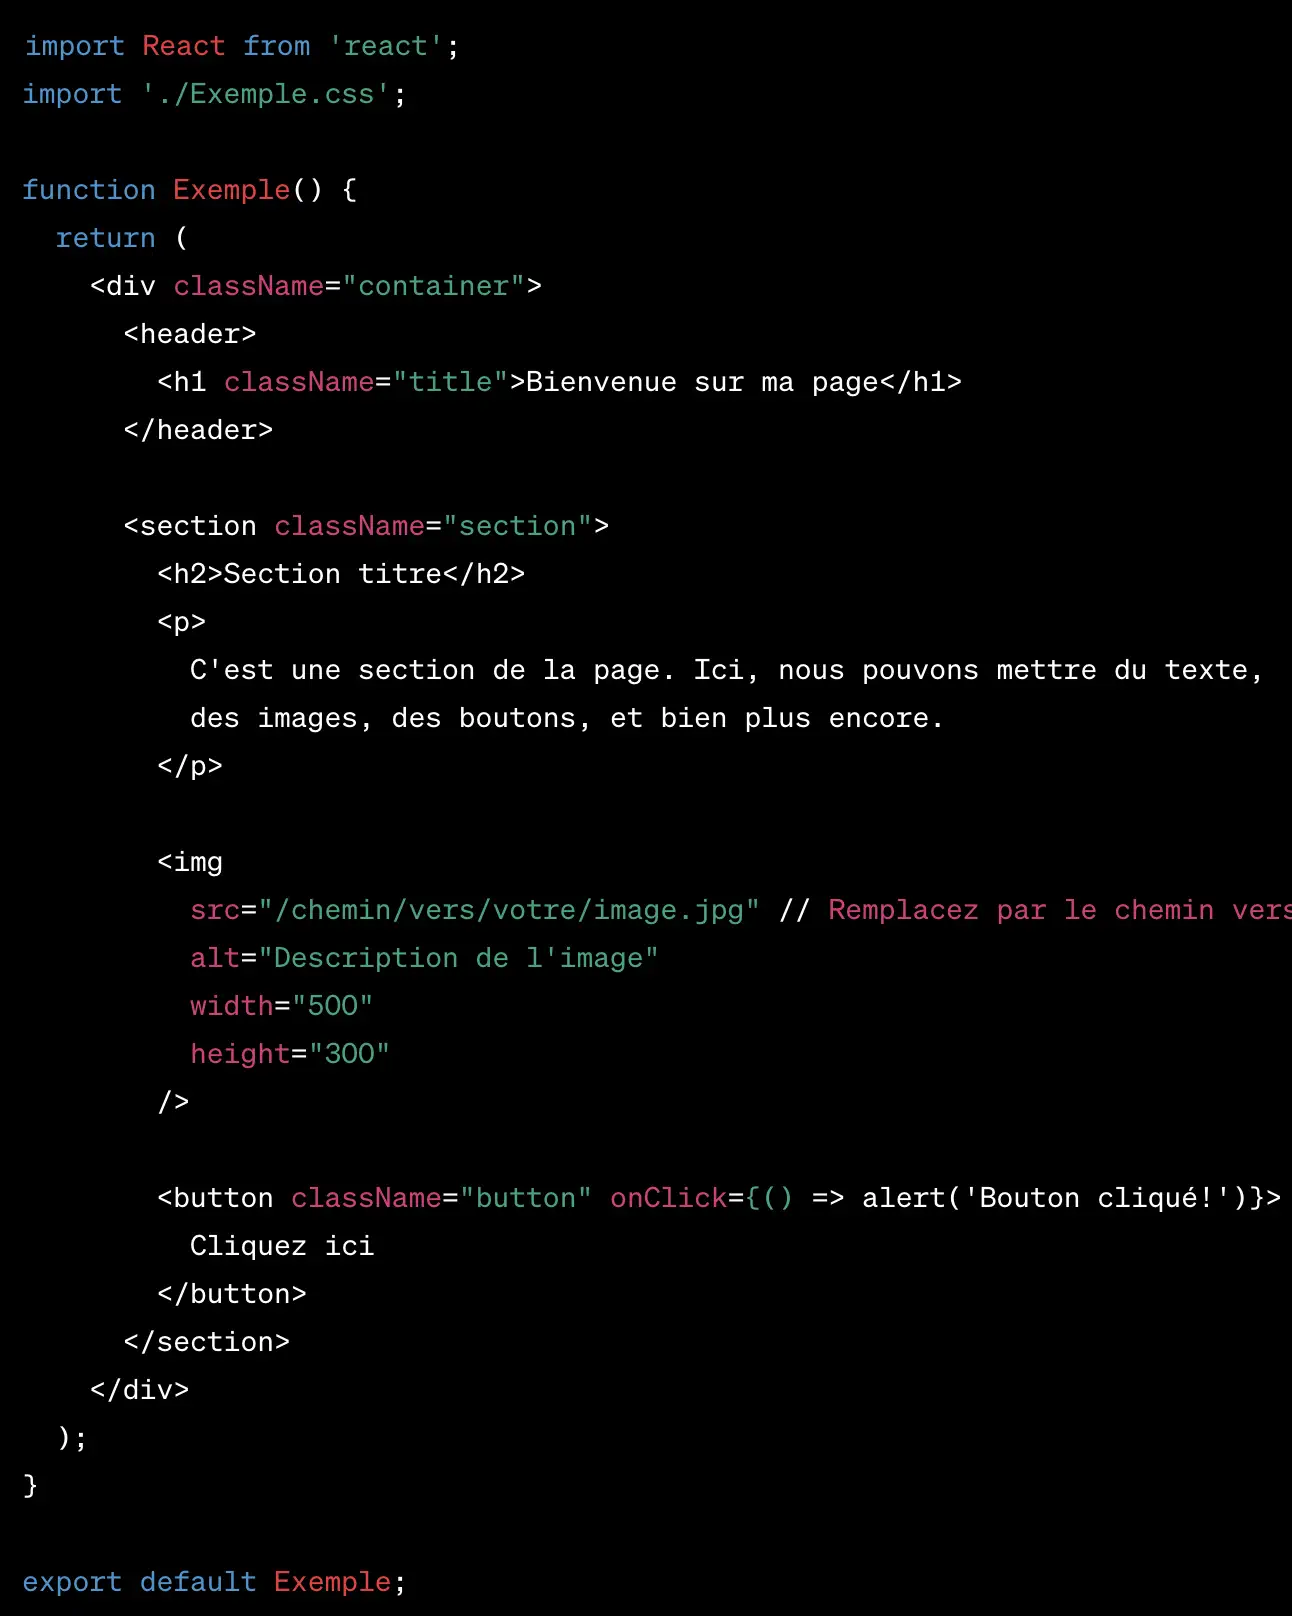 import React from 'react';
import './Exemple.css';

function Exemple() {
  return (
    <div className="container">
      <header>
        <h1 className="title">Bienvenue sur ma page</h1>
      </header>

      <section className="section">
        <h2>Section titre</h2>
        <p>
          C'est une section de la page. Ici, nous pouvons mettre du texte,
          des images, des boutons, et bien plus encore.
        </p>

        <img
          src="/chemin/vers/votre/image.jpg" // Remplacez par le chemin vers
          alt="Description de l'image"
          width="500"
          height="300"
        />

        <button className="button" onClick={() => alert('Bouton cliqué!')}>
          Cliquez ici
        </button>
      </section>
    </div>
  );
}

export default Exemple;